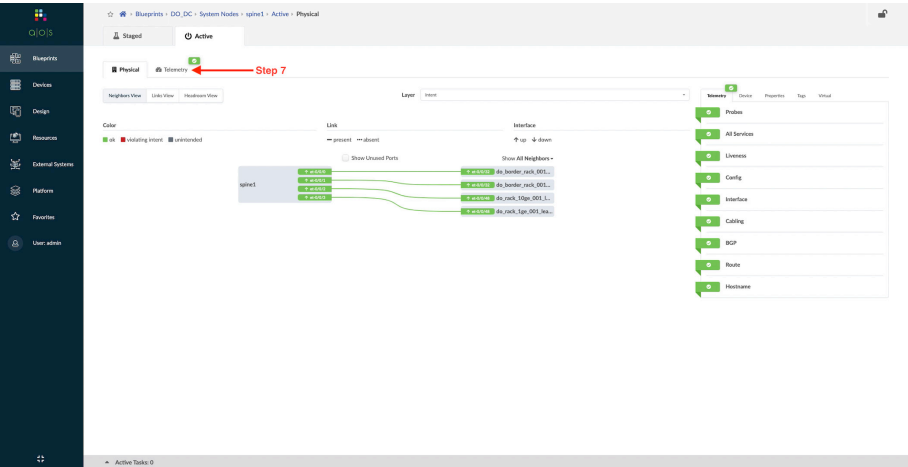 a|o|s
Blueprints
Devices
Design
Resources
External Systems
Platform
Favorites
User: admin
Blueprints › DO_DC › System Nodes › spine1 › Active › Physical
Staged
Active
Physical
Telemetry
Step 7
Neighbors View
Links View
Headroom View
Layer
Intent
Color
Link
Interface
ok
violating intent
unintended
present
absent
up
down
Show Unused Ports
Show All Neighbors
spine1
do_border_rack_001...
do_border_rack_001...
do_rack_10ge_001_l...
do_rack_1ge_001_lea...
Telemetry
Device
Properties
Tags
Virtual
Probes
All Services
Liveness
Config
Interface
Cabling
BGP
Route
Hostname
Active Tasks: 0